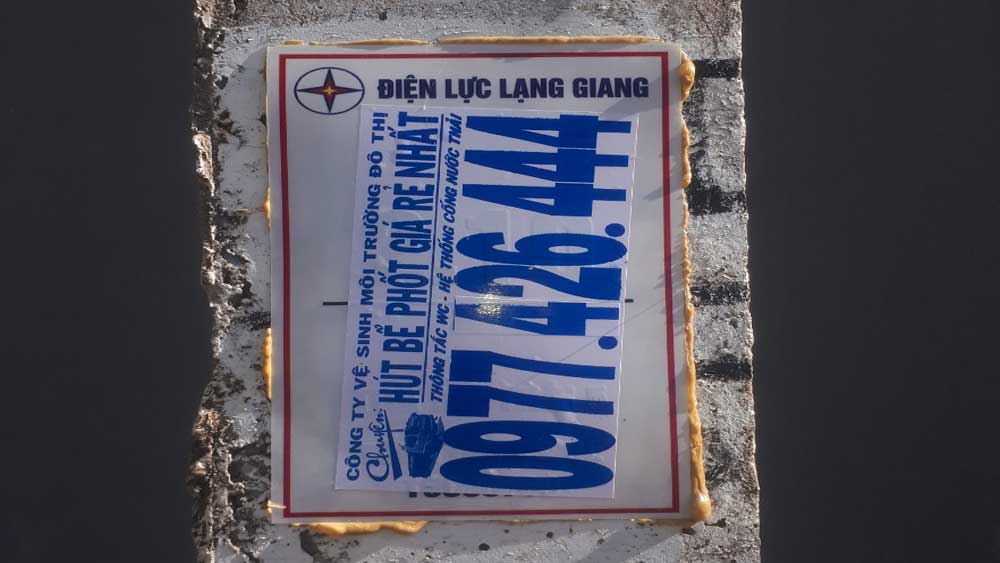 ĐIỆN LỰC LẠNG GIANG
CÔNG TY VỆ SINH MÔI TRƯỜNG ĐÔ THỊ
Chuyên:
HÚT BỂ PHỐT GIÁ RẺ NHẤT
THÔNG TẮC WC - HỆ THỐNG CỐNG NƯỚC THẢI
0977.426.444